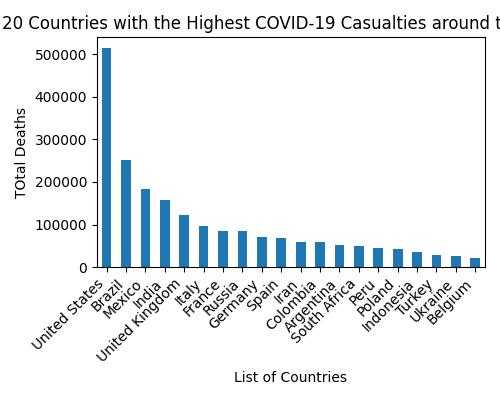 20 Countries with the Highest COVID-19 Casualties around t
500000
400000
300000
200000
100000
0
TOtal Deaths
United States
Brazil
Mexico
India
United Kingdom
Italy
France
Russia
Germany
Spain
Iran
Colombia
Argentina
South Africa
Peru
Poland
Indonesia
Turkey
Ukraine
Belgium
List of Countries